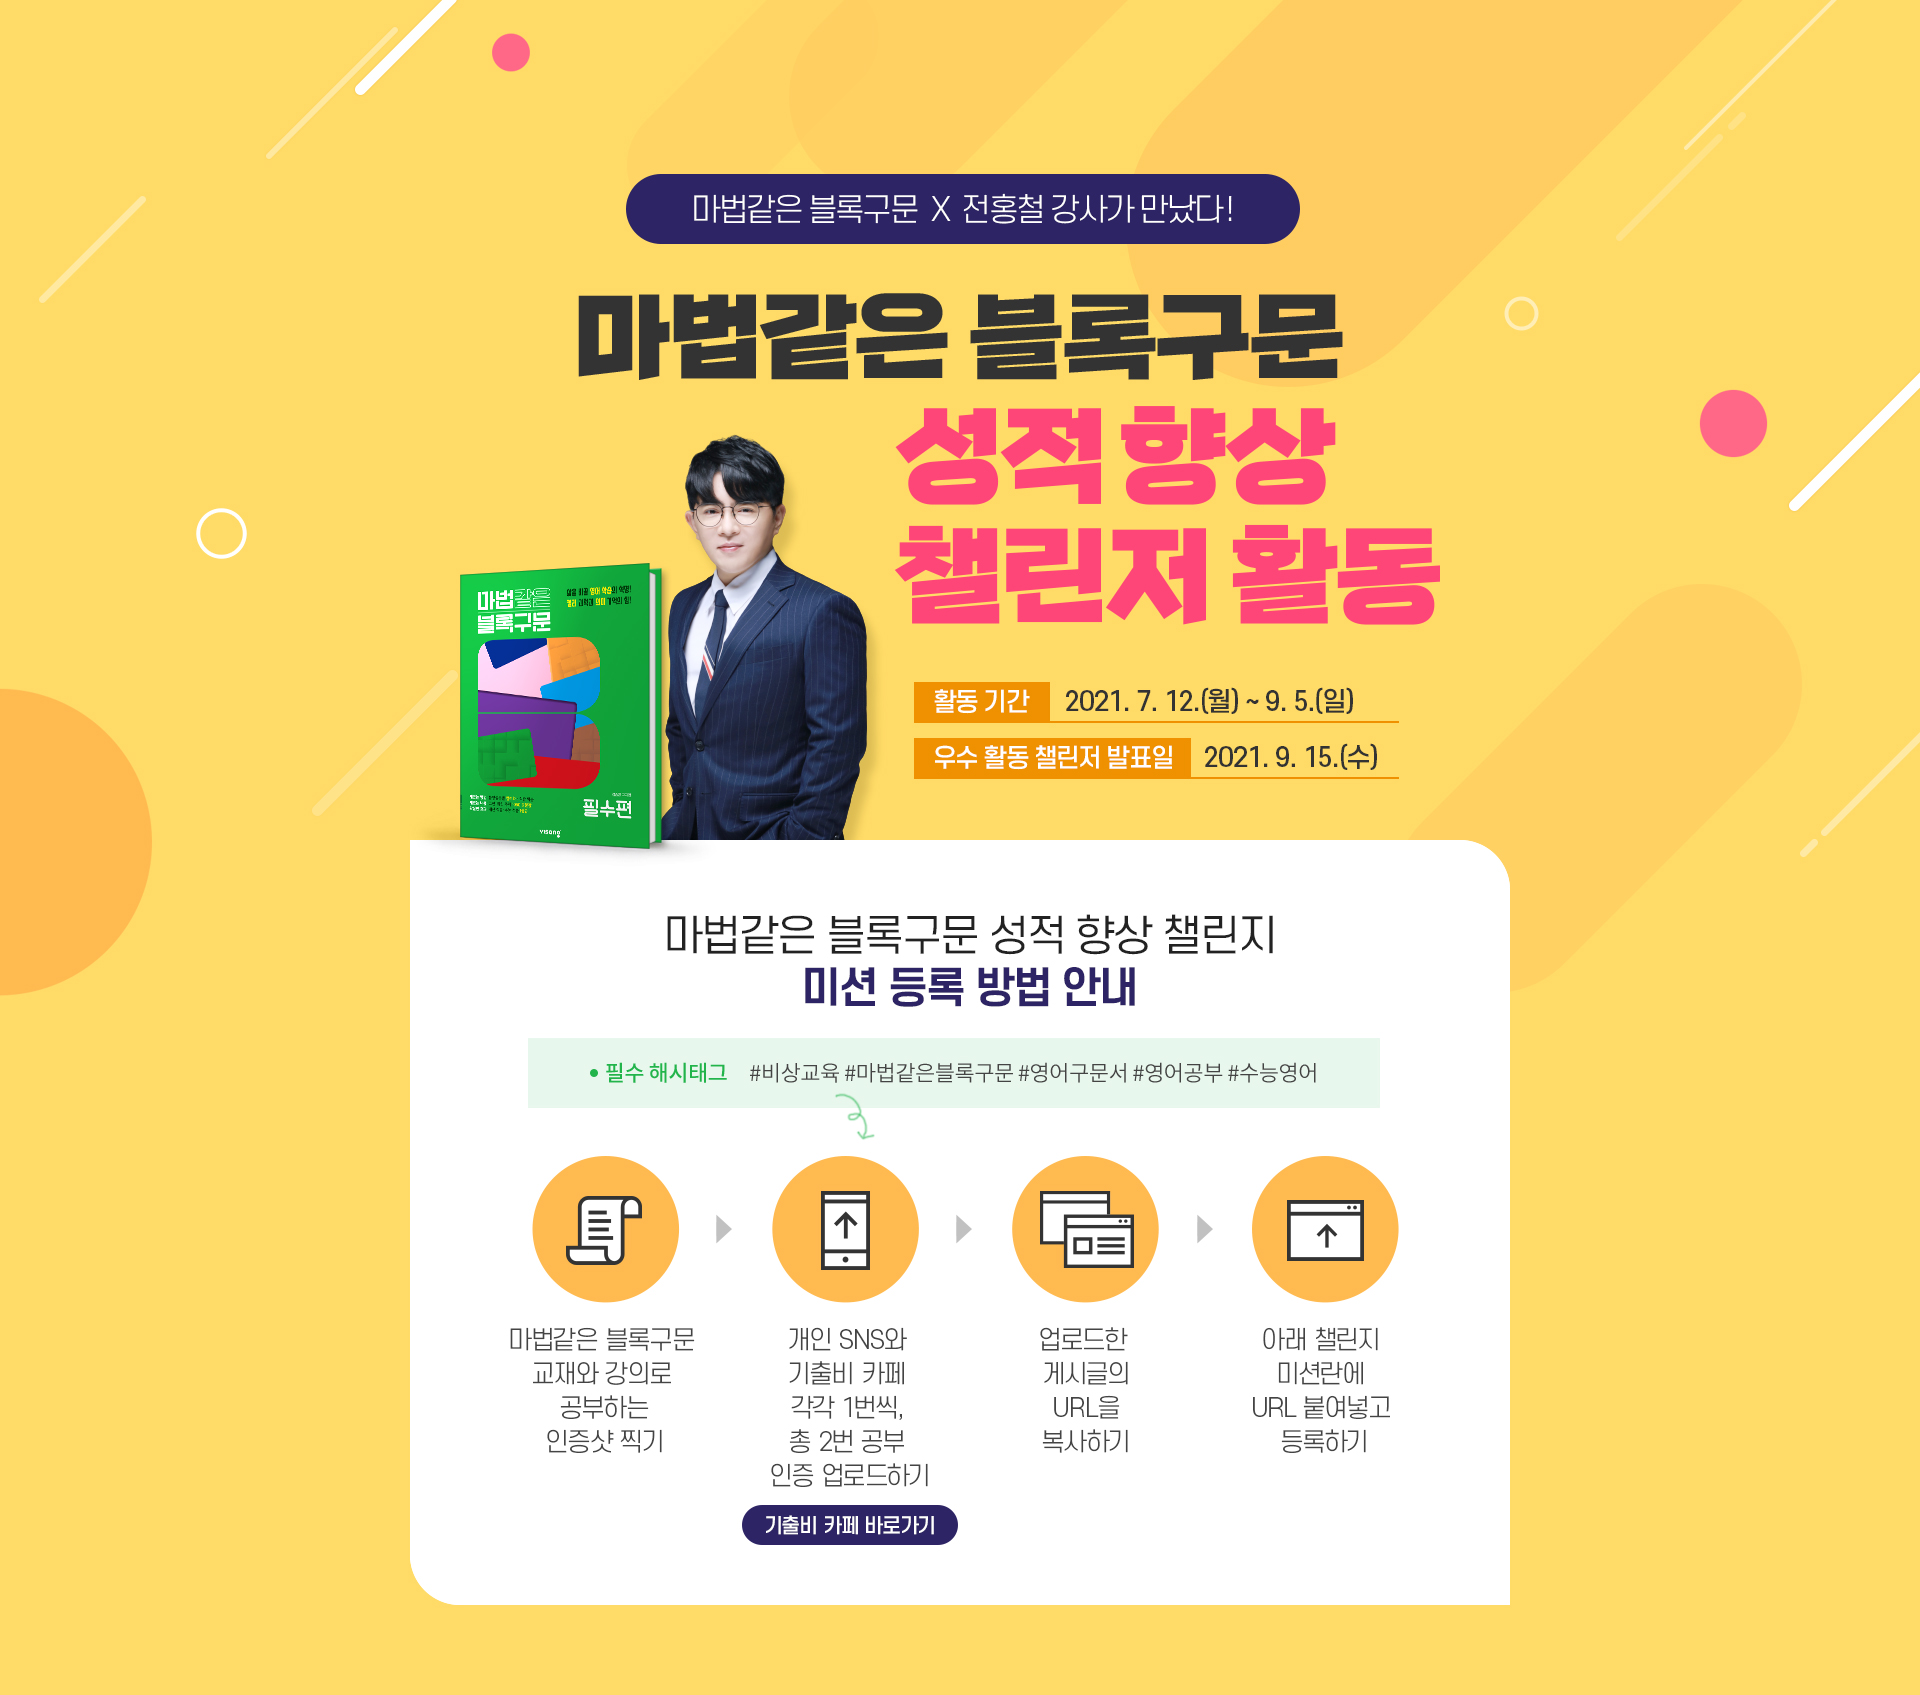 마법같은 블록구문 X 전홍철 강사가 만났다!
마법같은 블록구문
성적 향상
챌린저 활동
마법같은
블록구문
필수편
visang
활동 기간 2021. 7. 12.(월) ~ 9. 5.(일)
우수 활동 챌린저 발표일 2021. 9. 15.(수)
마법같은 블록구문 성적 향상 챌린지
미션 등록 방법 안내
• 필수 해시태그 #비상교육 #마법같은블록구문 #영어구문서 #영어공부 #수능영어
마법같은 블록구문
교재와 강의로
공부하는
인증샷 찍기
개인 SNS와
기출비 카페
각각 1번씩,
총 2번 공부
인증 업로드하기
기출비 카페 바로가기
업로드한
게시글의
URL을
복사하기
아래 챌린지
미션란에
URL 붙여넣고
등록하기